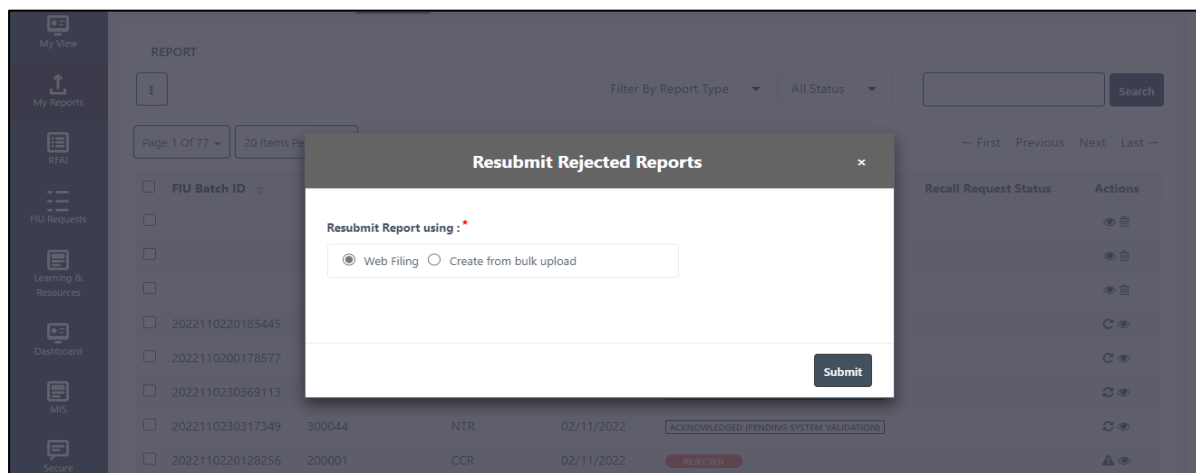 My View
My Reports
RFAI
FIU Requests
Learning &
Resources
Dashboard
MIS
Secure
REPORT
Filter By Report Type
All Status
Search
Page 1 Of 77
20 Items Pe
← First Previous Next Last →
FIU Batch ID
Recall Request Status
Actions
Resubmit Rejected Reports
×
Resubmit Report using : *
Web Filing
Create from bulk upload
Submit
2022110220185445
2022110200178577
2022110230369113
2022110230317349 300044 NTR 02/11/2022 ACKNOWLEDGED (PENDING SYSTEM VALIDATION)
2022110220128256 200001 CCR 02/11/2022 REJECTED